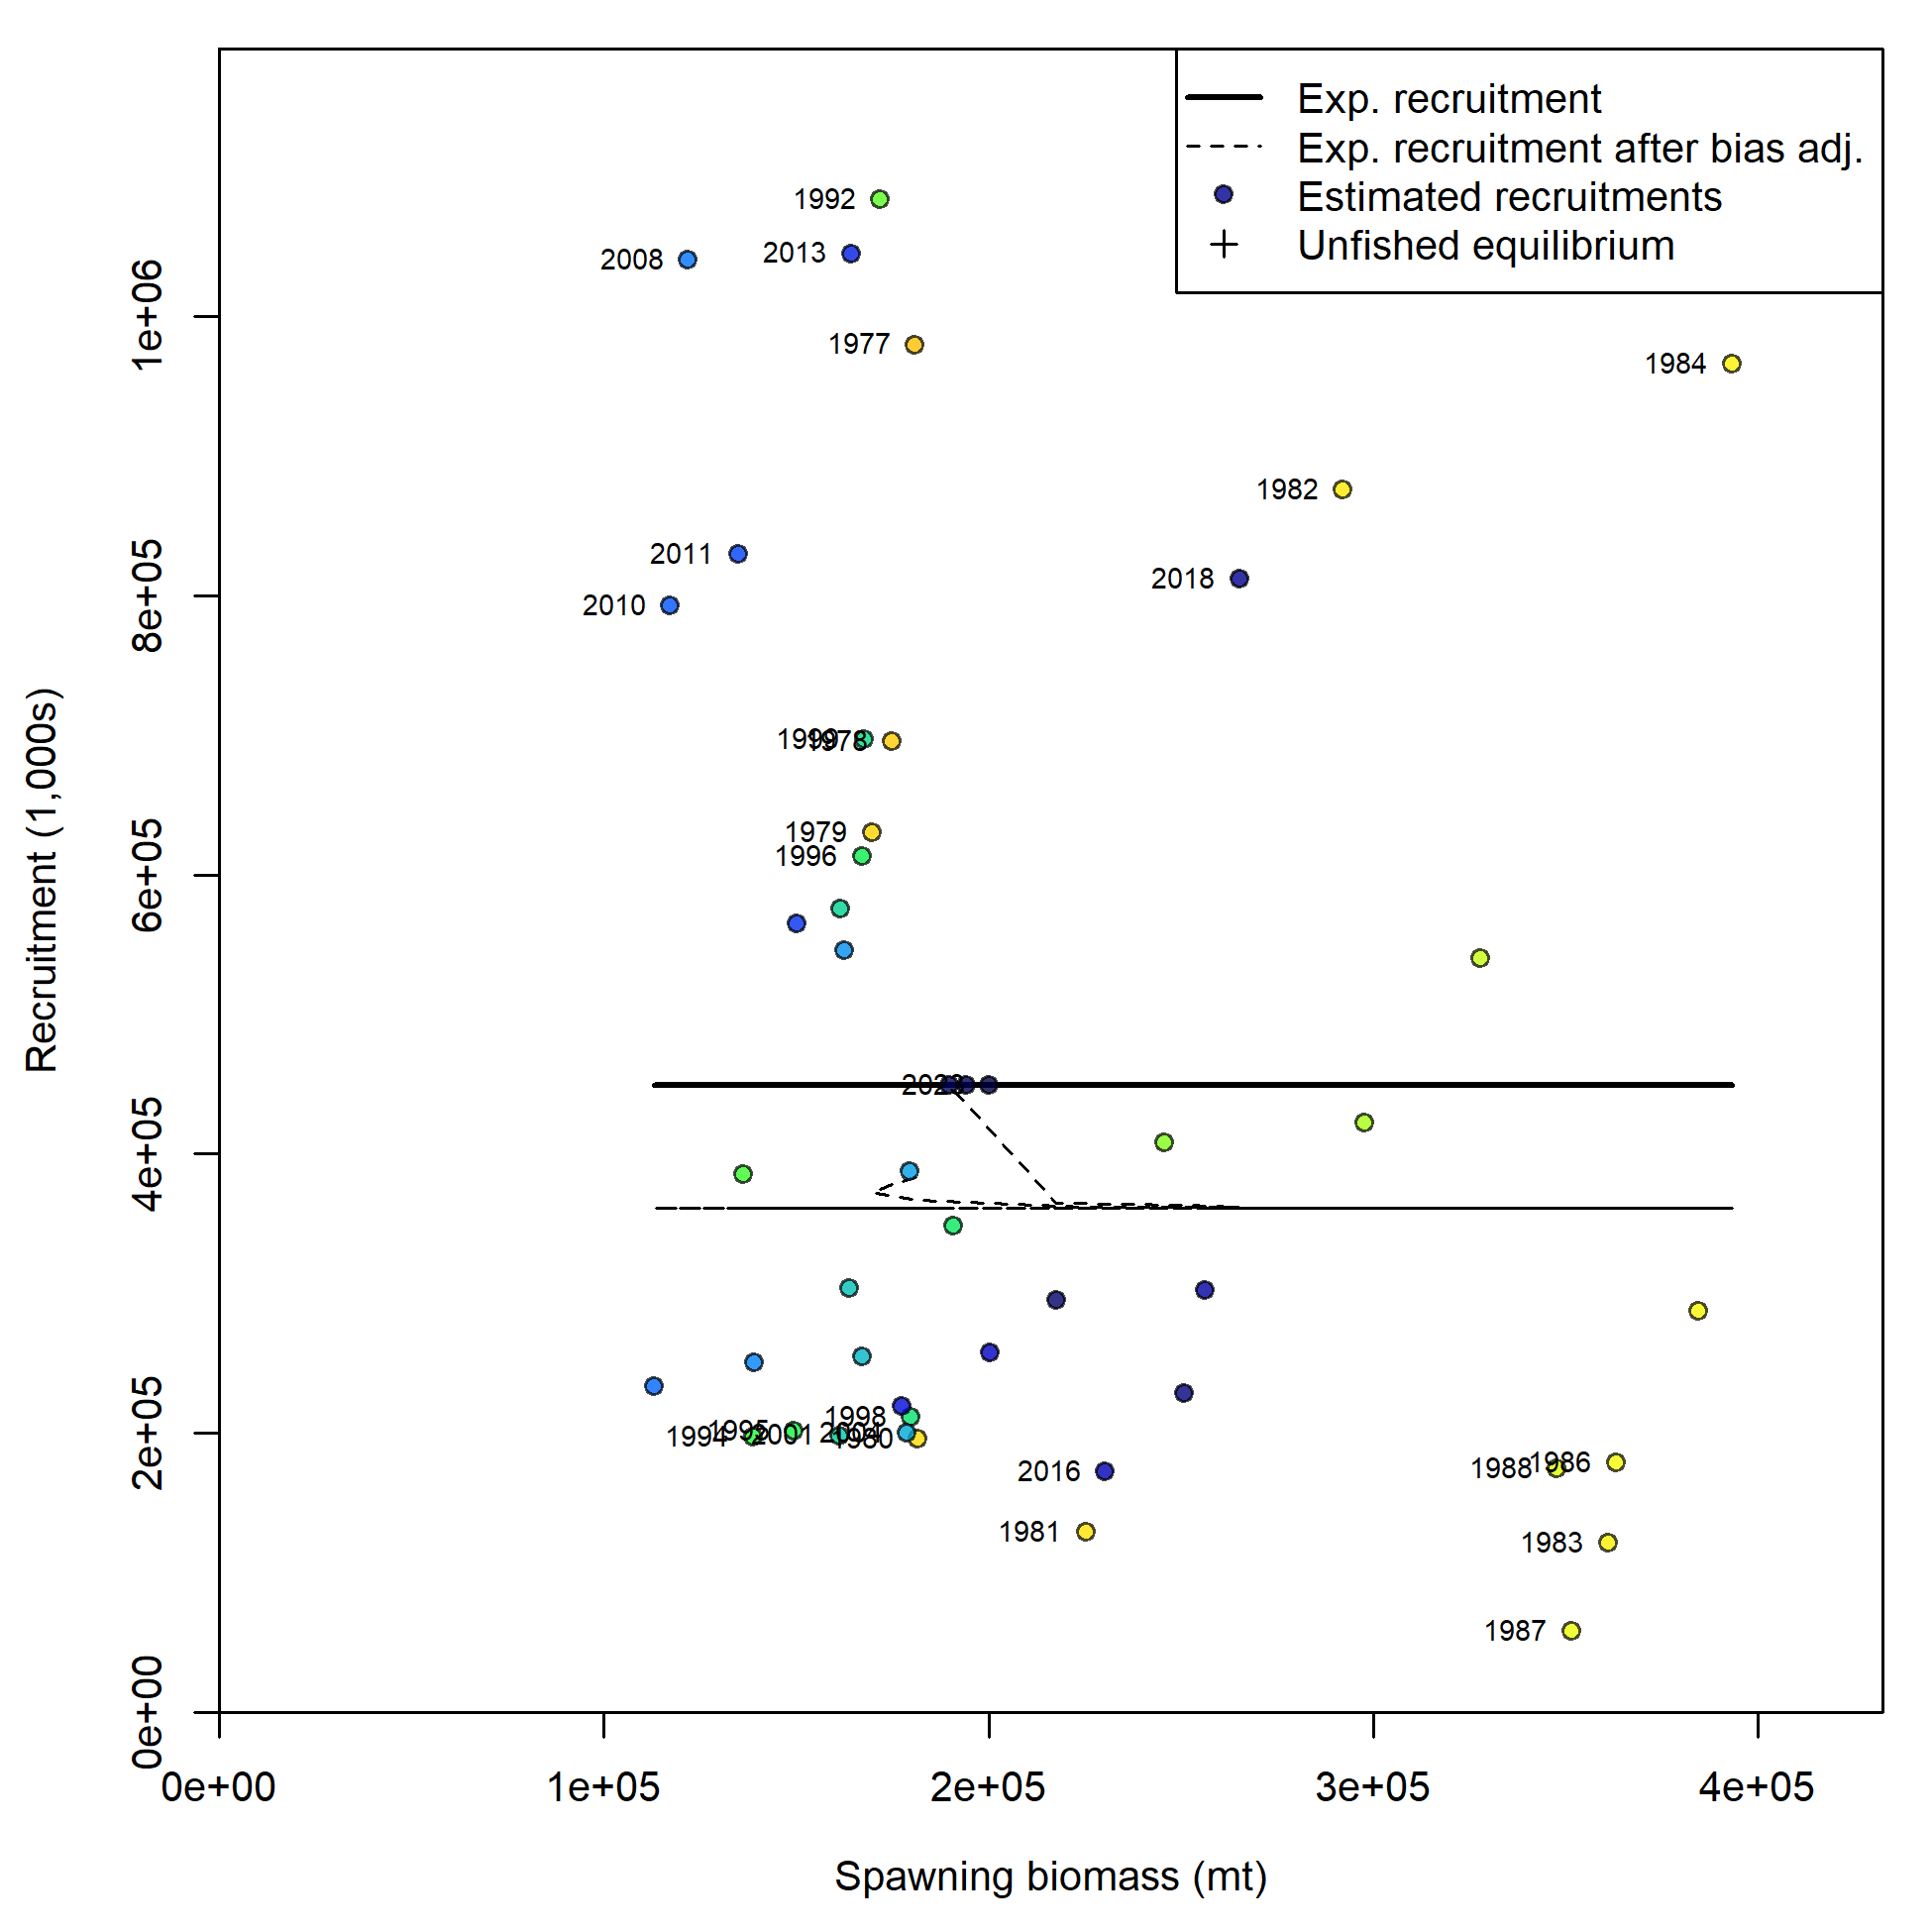 Exp. recruitment
Exp. recruitment after bias adj.
Estimated recruitments
Unfished equilibrium
1992
2008
2013
1977
1984
1982
2011
2018
2010
1999
1978
1979
1996
1998
1994
1995
2001
2004
1980
2016
1988
1986
1981
1983
1987
Recruitment (1,000s)
0e+00
2e+05
4e+05
6e+05
8e+05
1e+06
0e+00
1e+05
2e+05
3e+05
4e+05
Spawning biomass (mt)